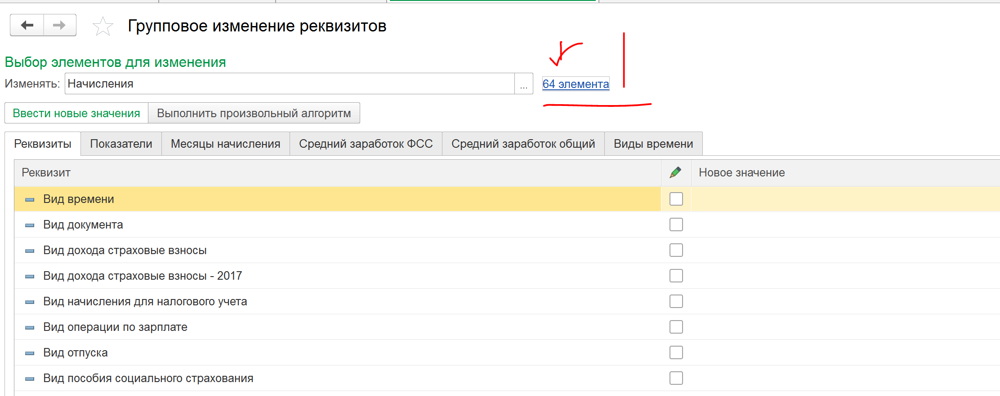 Групповое изменение реквизитов
Выбор элементов для изменения
Изменять: Начисления ... 64 элемента
Ввести новые значения Выполнить произвольный алгоритм
Реквизиты Показатели Месяцы начисления Средний заработок ФСС Средний заработок общий Виды времени
Реквизит Новое значение
Вид времени
Вид документа
Вид дохода страховые взносы
Вид дохода страховые взносы - 2017
Вид начисления для налогового учета
Вид операции по зарплате
Вид отпуска
Вид пособия социального страхования